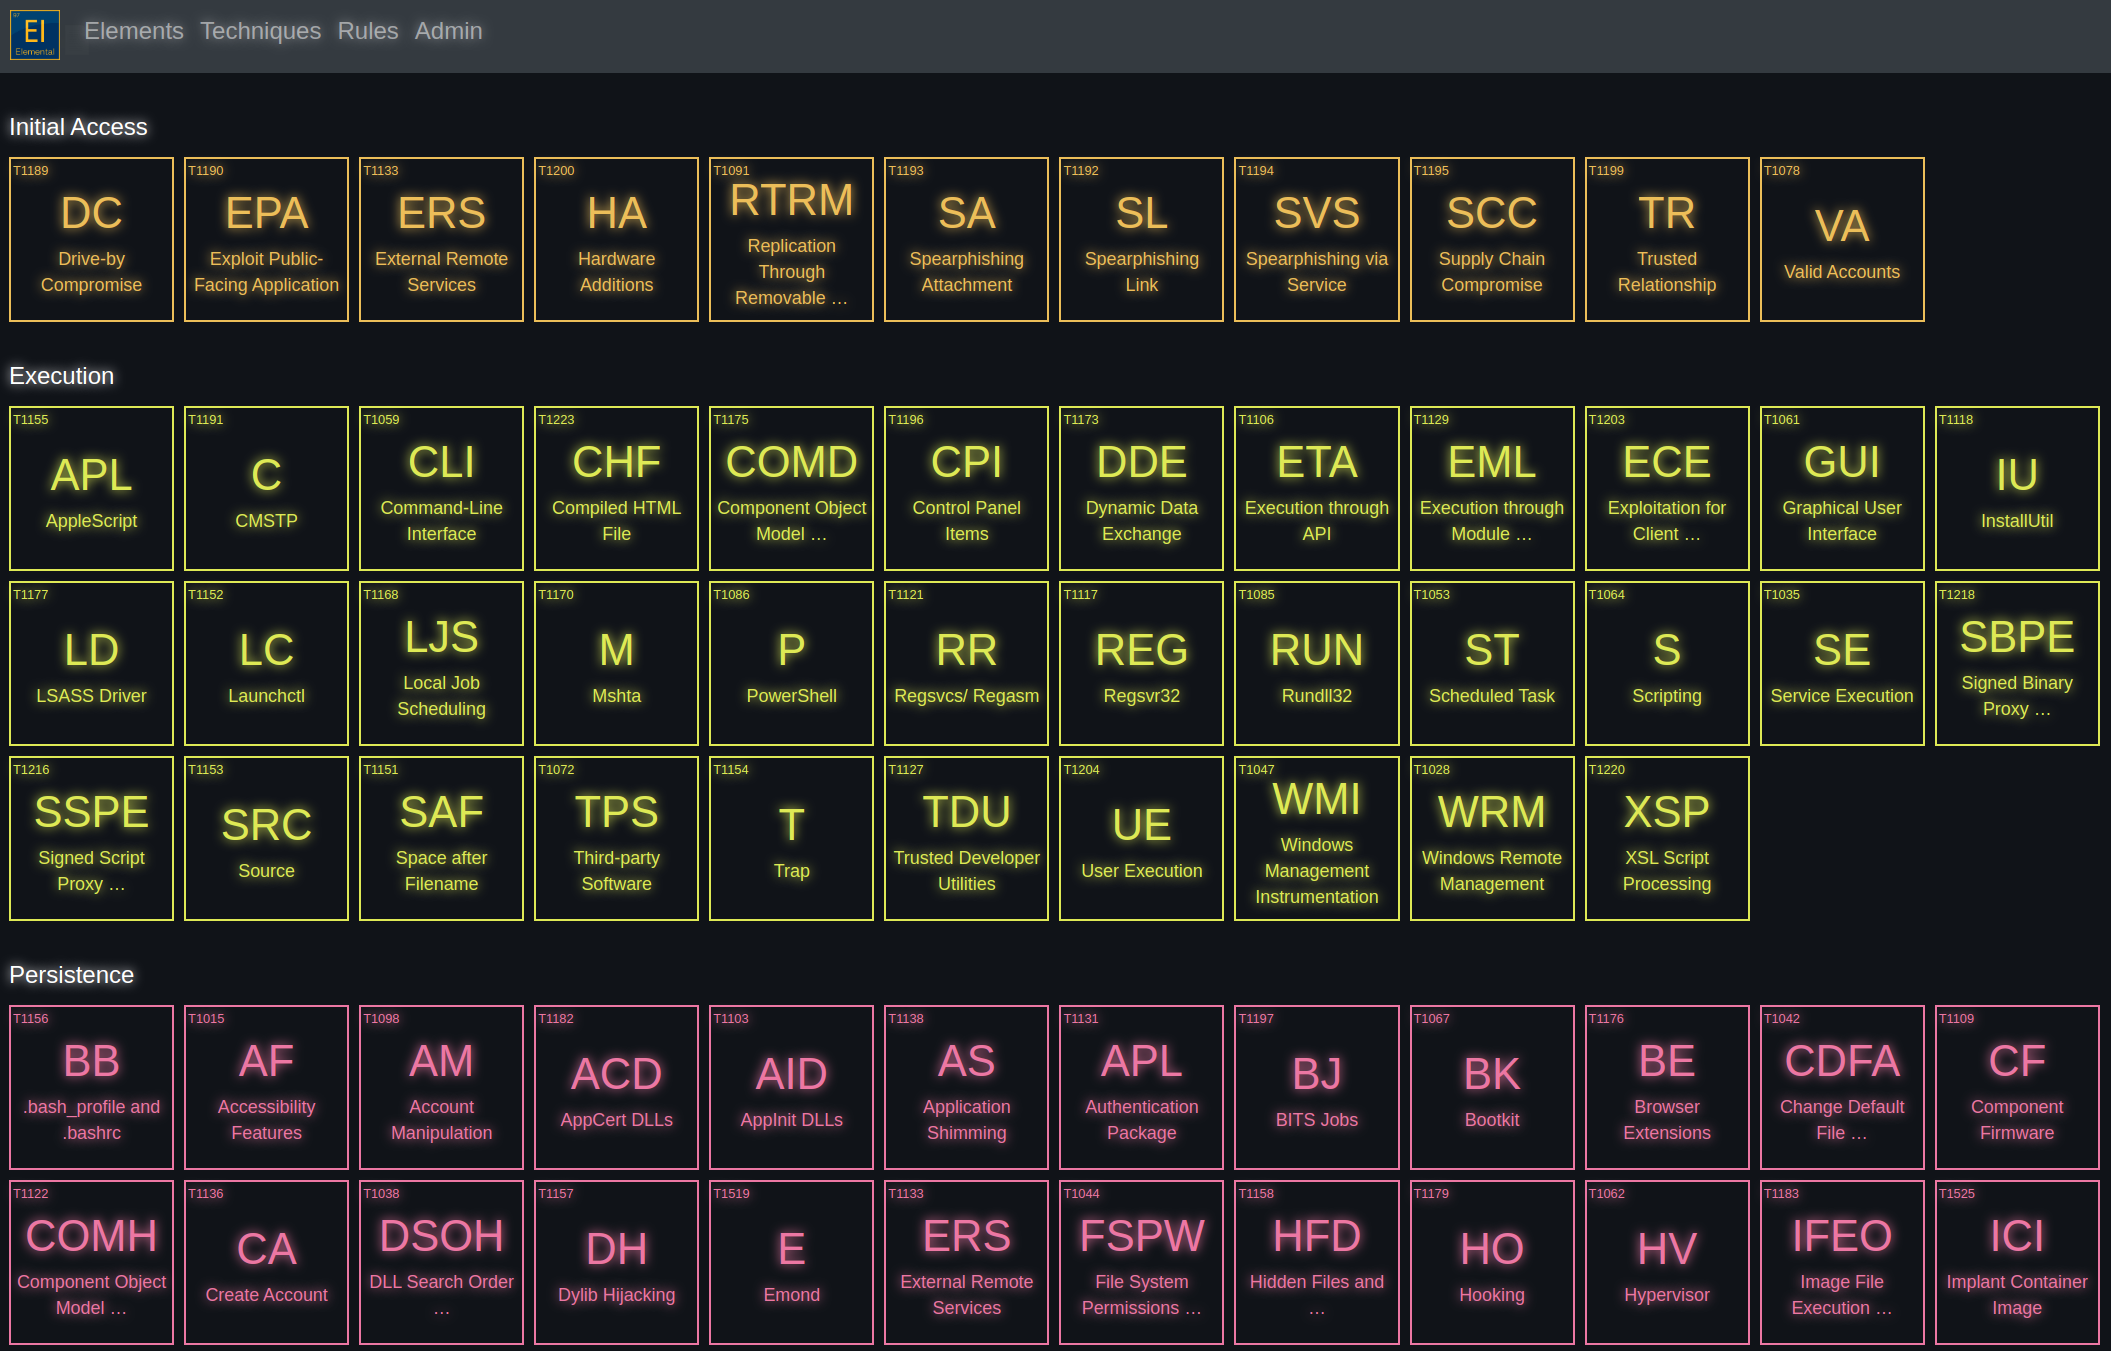 97
EI
Elemental
Elements Techniques Rules Admin
Initial Access
T1189
DC
Drive-by
Compromise
T1190
EPA
Exploit Public-
Facing Application
T1133
ERS
External Remote
Services
T1200
HA
Hardware
Additions
T1091
RTRM
Replication
Through
Removable …
T1193
SA
Spearphishing
Attachment
T1192
SL
Spearphishing
Link
T1194
SVS
Spearphishing via
Service
T1195
SCC
Supply Chain
Compromise
T1199
TR
Trusted
Relationship
T1078
VA
Valid Accounts
Execution
T1155
APL
AppleScript
T1191
C
CMSTP
T1059
CLI
Command-Line
Interface
T1223
CHF
Compiled HTML
File
T1175
COMD
Component Object
Model …
T1196
CPI
Control Panel
Items
T1173
DDE
Dynamic Data
Exchange
T1106
ETA
Execution through
API
T1129
EML
Execution through
Module …
T1203
ECE
Exploitation for
Client …
T1061
GUI
Graphical User
Interface
T1118
IU
InstallUtil
T1177
LD
LSASS Driver
T1152
LC
Launchctl
T1168
LJS
Local Job
Scheduling
T1170
M
Mshta
T1086
P
PowerShell
T1121
RR
Regsvcs/ Regasm
T1117
REG
Regsvr32
T1085
RUN
Rundll32
T1053
ST
Scheduled Task
T1064
S
Scripting
T1035
SE
Service Execution
T1218
SBPE
Signed Binary
Proxy …
T1216
SSPE
Signed Script
Proxy …
T1153
SRC
Source
T1151
SAF
Space after
Filename
T1072
TPS
Third-party
Software
T1154
T
Trap
T1127
TDU
Trusted Developer
Utilities
T1204
UE
User Execution
T1047
WMI
Windows
Management
Instrumentation
T1028
WRM
Windows Remote
Management
T1220
XSP
XSL Script
Processing
Persistence
T1156
BB
.bash_profile and
.bashrc
T1015
AF
Accessibility
Features
T1098
AM
Account
Manipulation
T1182
ACD
AppCert DLLs
T1103
AID
AppInit DLLs
T1138
AS
Application
Shimming
T1131
APL
Authentication
Package
T1197
BJ
BITS Jobs
T1067
BK
Bootkit
T1176
BE
Browser
Extensions
T1042
CDFA
Change Default
File …
T1109
CF
Component
Firmware
T1122
COMH
Component Object
Model …
T1136
CA
Create Account
T1038
DSOH
DLL Search Order
…
T1157
DH
Dylib Hijacking
T1519
E
Emond
T1133
ERS
External Remote
Services
T1044
FSPW
File System
Permissions …
T1158
HFD
Hidden Files and
…
T1179
HO
Hooking
T1062
HV
Hypervisor
T1183
IFEO
Image File
Execution …
T1525
ICI
Implant Container
Image